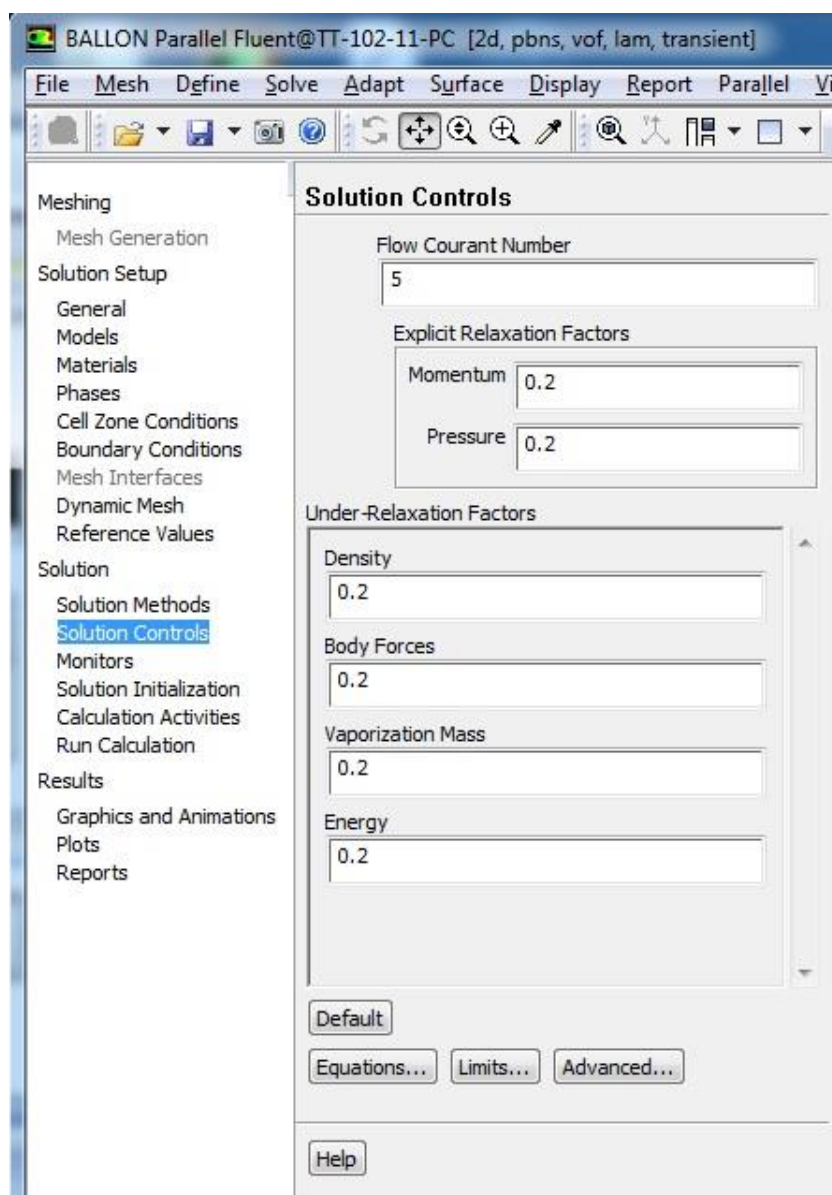 BALLON Parallel Fluent@TT-102-11-PC [2d, pbns, vof, lam, transient]
File Mesh Define Solve Adapt Surface Display Report Parallel Vi
Meshing
Mesh Generation
Solution Setup
General
Models
Materials
Phases
Cell Zone Conditions
Boundary Conditions
Mesh Interfaces
Dynamic Mesh
Reference Values
Solution
Solution Methods
Solution Controls
Monitors
Solution Initialization
Calculation Activities
Run Calculation
Results
Graphics and Animations
Plots
Reports
Solution Controls
Flow Courant Number
5
Explicit Relaxation Factors
Momentum 0.2
Pressure 0.2
Under-Relaxation Factors
Density
0.2
Body Forces
0.2
Vaporization Mass
0.2
Energy
0.2
Default
Equations... Limits... Advanced...
Help